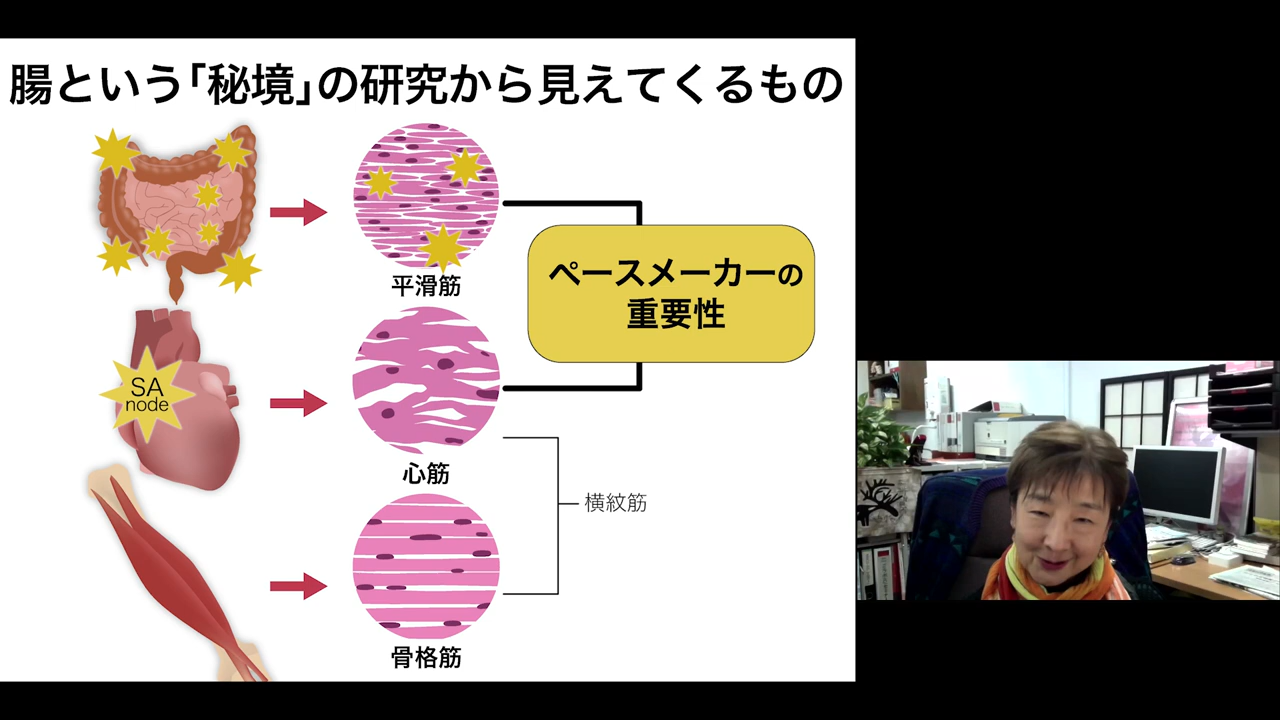 腸という「秘境」の研究から見えてくるもの
平滑筋
ペースメーカーの
重要性
SA
node
心筋
横紋筋
骨格筋